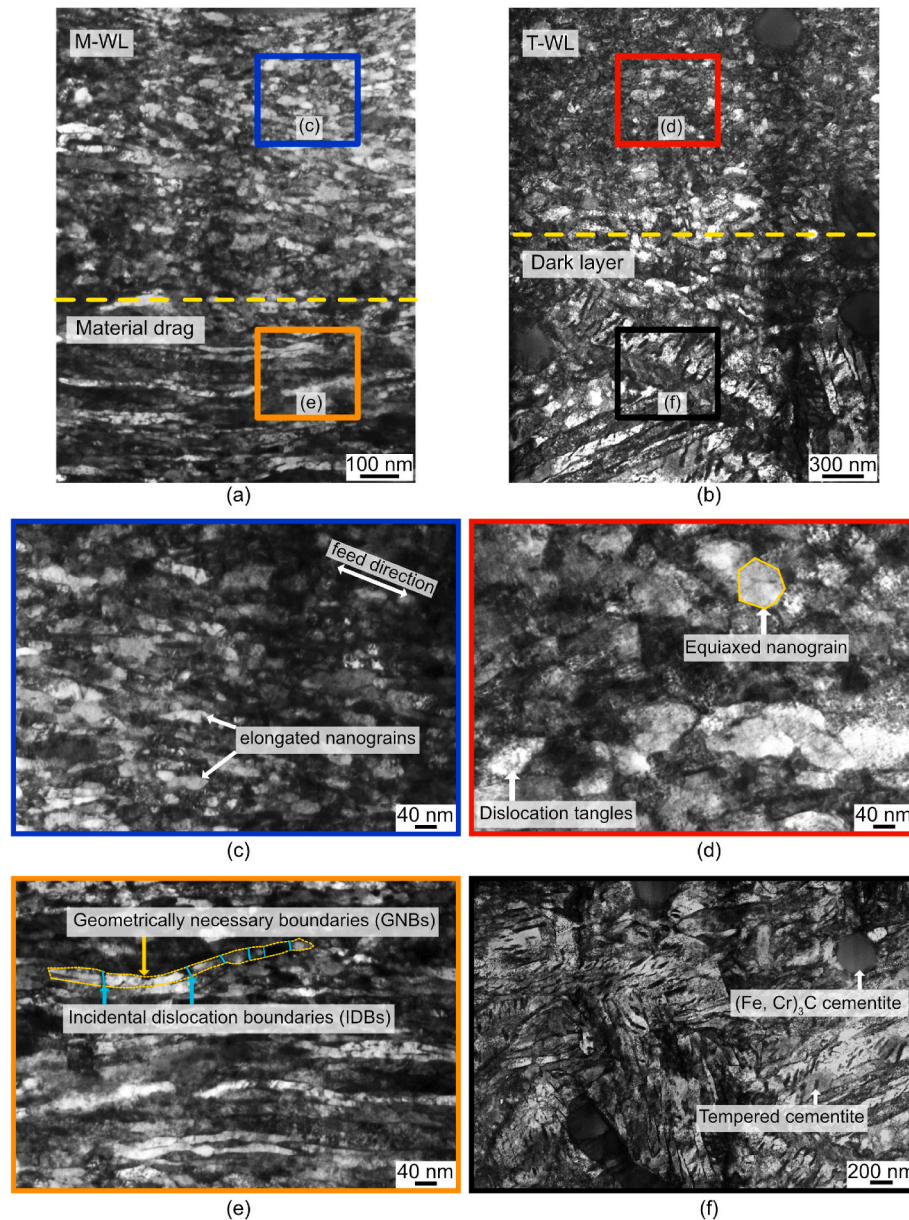 M-WL
(c)
Material drag
(e)
100 nm
(a)
T-WL
(d)
Dark layer
(f)
300 nm
(b)
feed direction
elongated nanograins
40 nm
(c)
Equiaxed nanograin
Dislocation tangles
40 nm
(d)
Geometrically necessary boundaries (GNBs)
Incidental dislocation boundaries (IDBs)
40 nm
(e)
(Fe, Cr)₃C cementite
Tempered cementite
200 nm
(f)